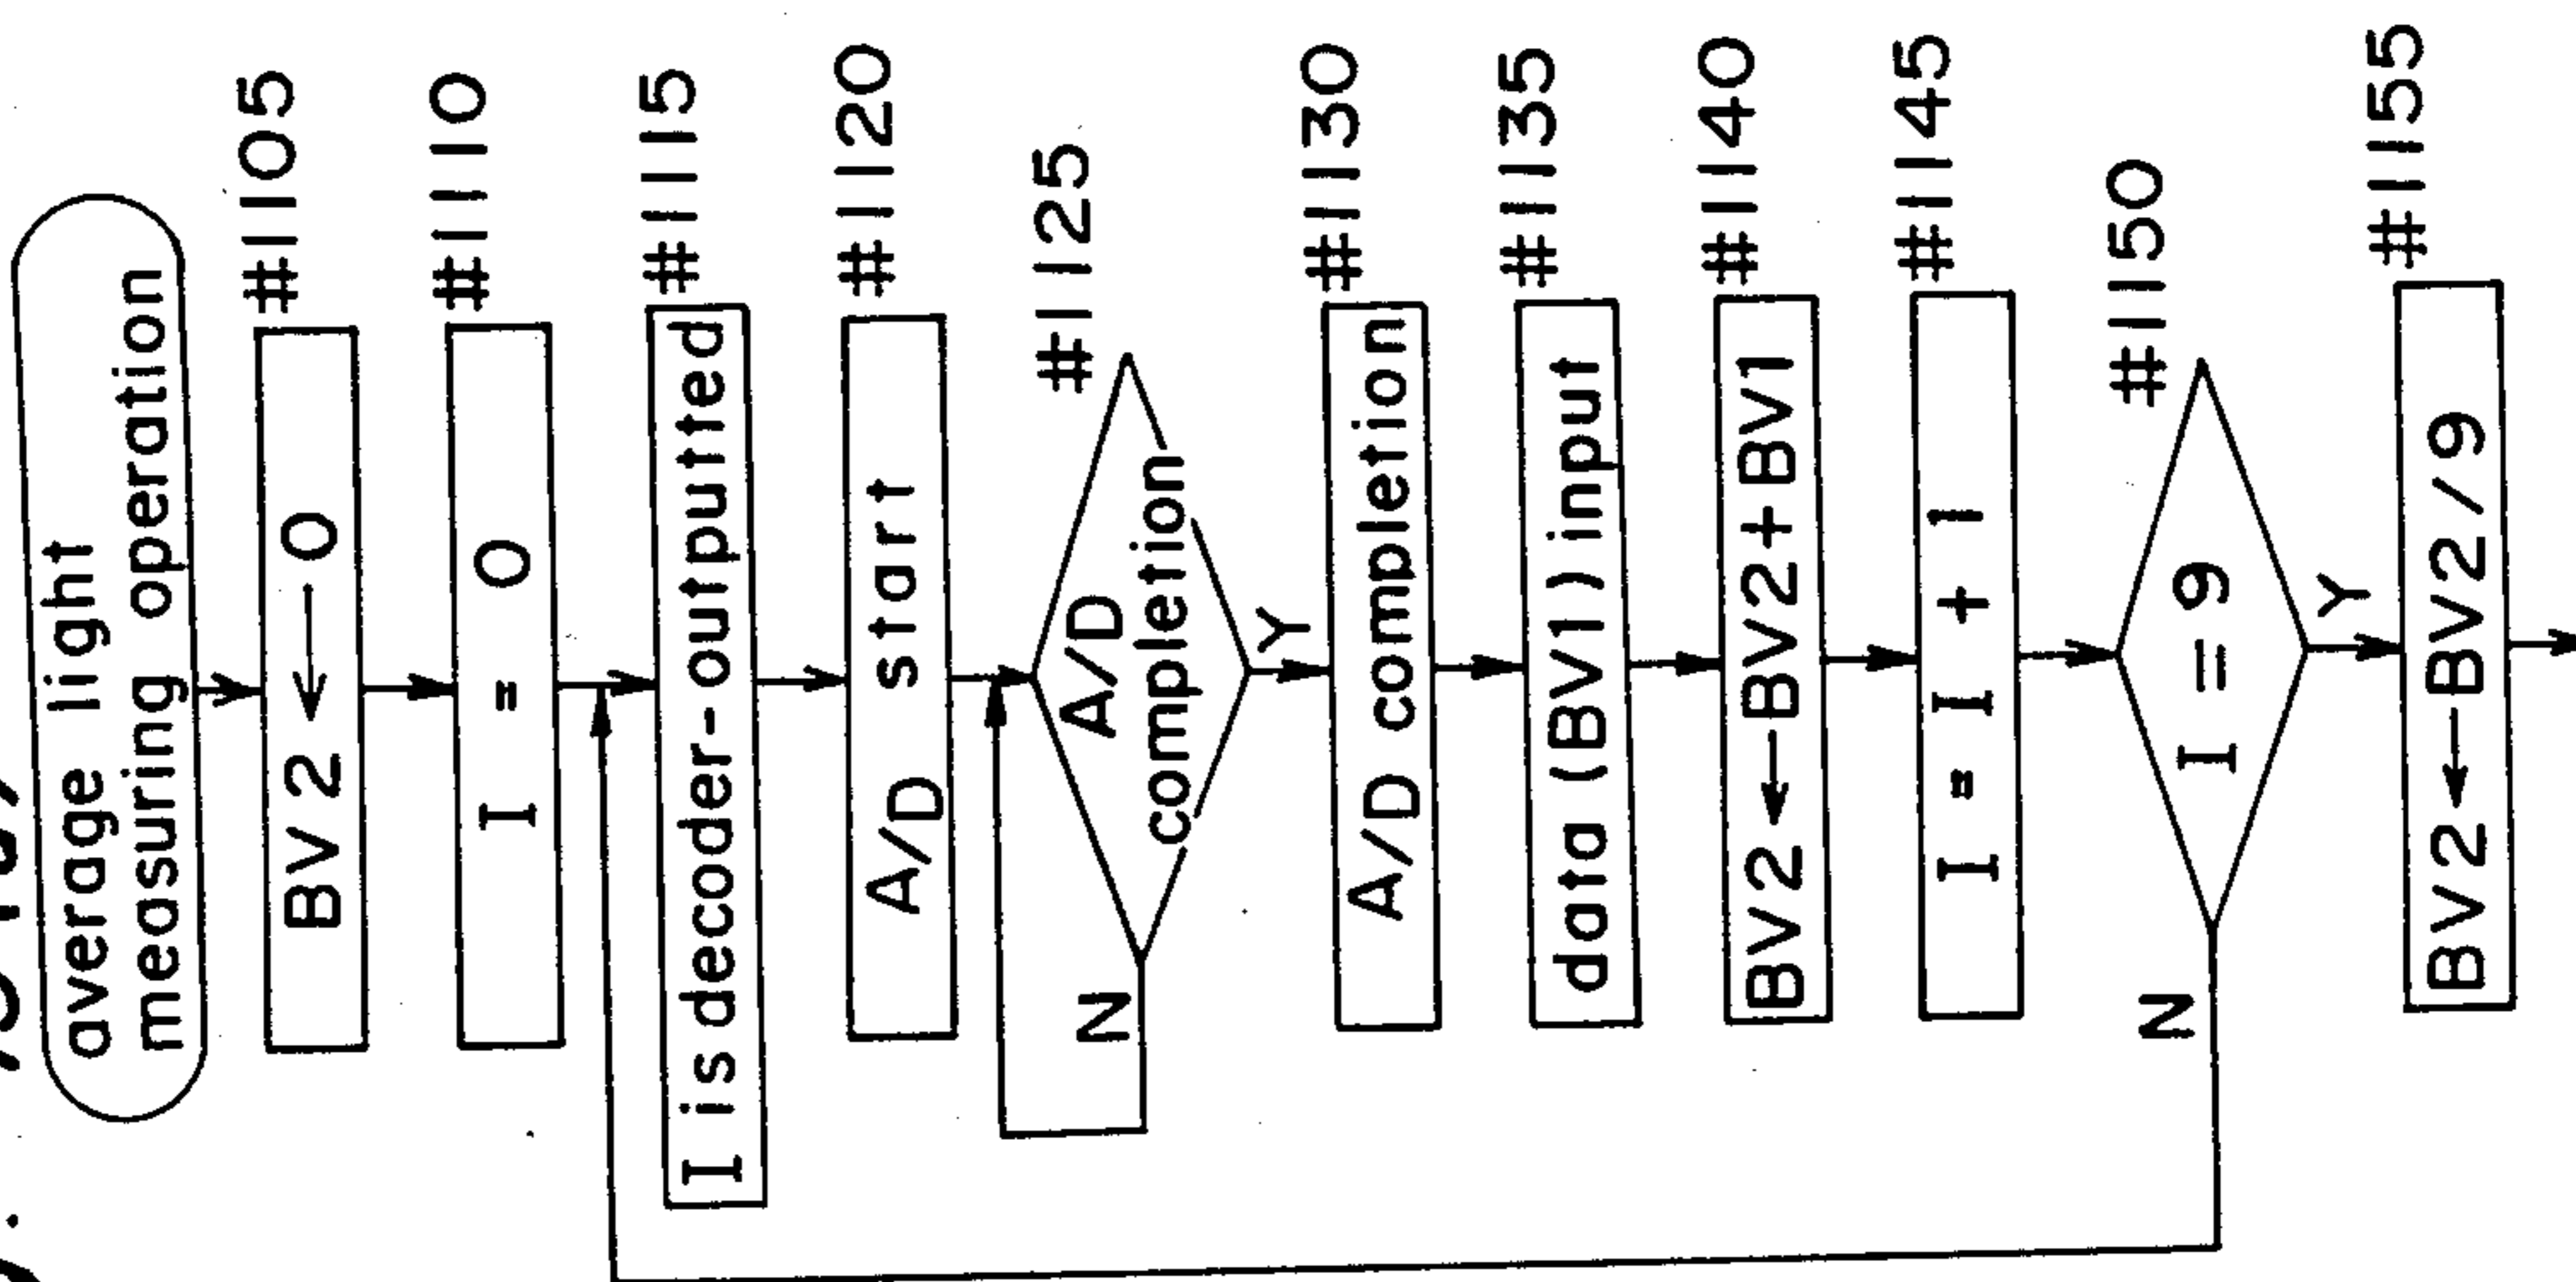 average light
measuring operation
BV2 ← 0
#1105
I = 0
#1110
I is decoder-outputted
#1115
A/D start
#1120
A/D
completion
#1125
N
Y
A/D completion
#1130
data (BV1) input
#1135
BV2←BV2+BV1
#1140
I = I + 1
#1145
I = 9
#1150
N
Y
BV2←BV2/9
#1155